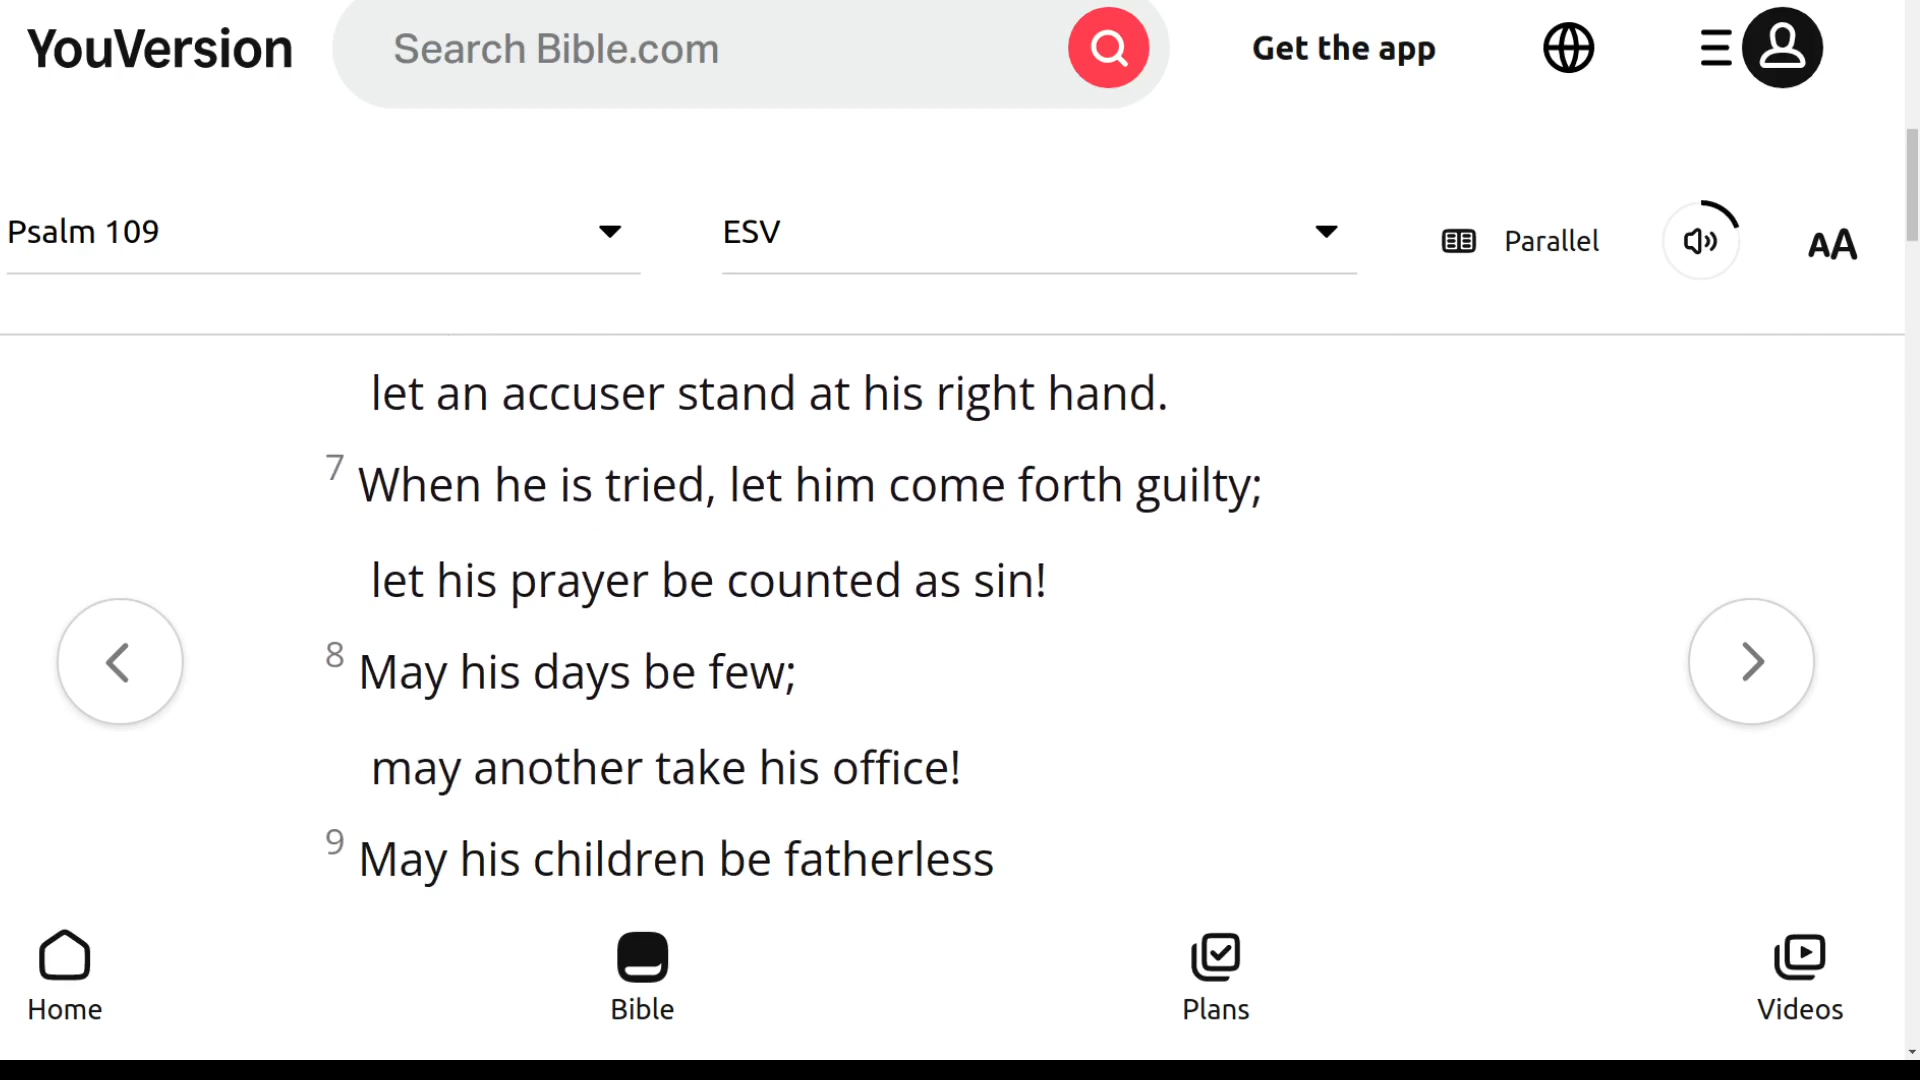 YouVersion
Search Bible.com
Get the app
Psalm 109
ESV
Parallel
AA
let an accuser stand at his right hand.
7 When he is tried, let him come forth guilty;
let his prayer be counted as sin!
8 May his days be few;
may another take his office!
9 May his children be fatherless
Home
Bible
Plans
Videos